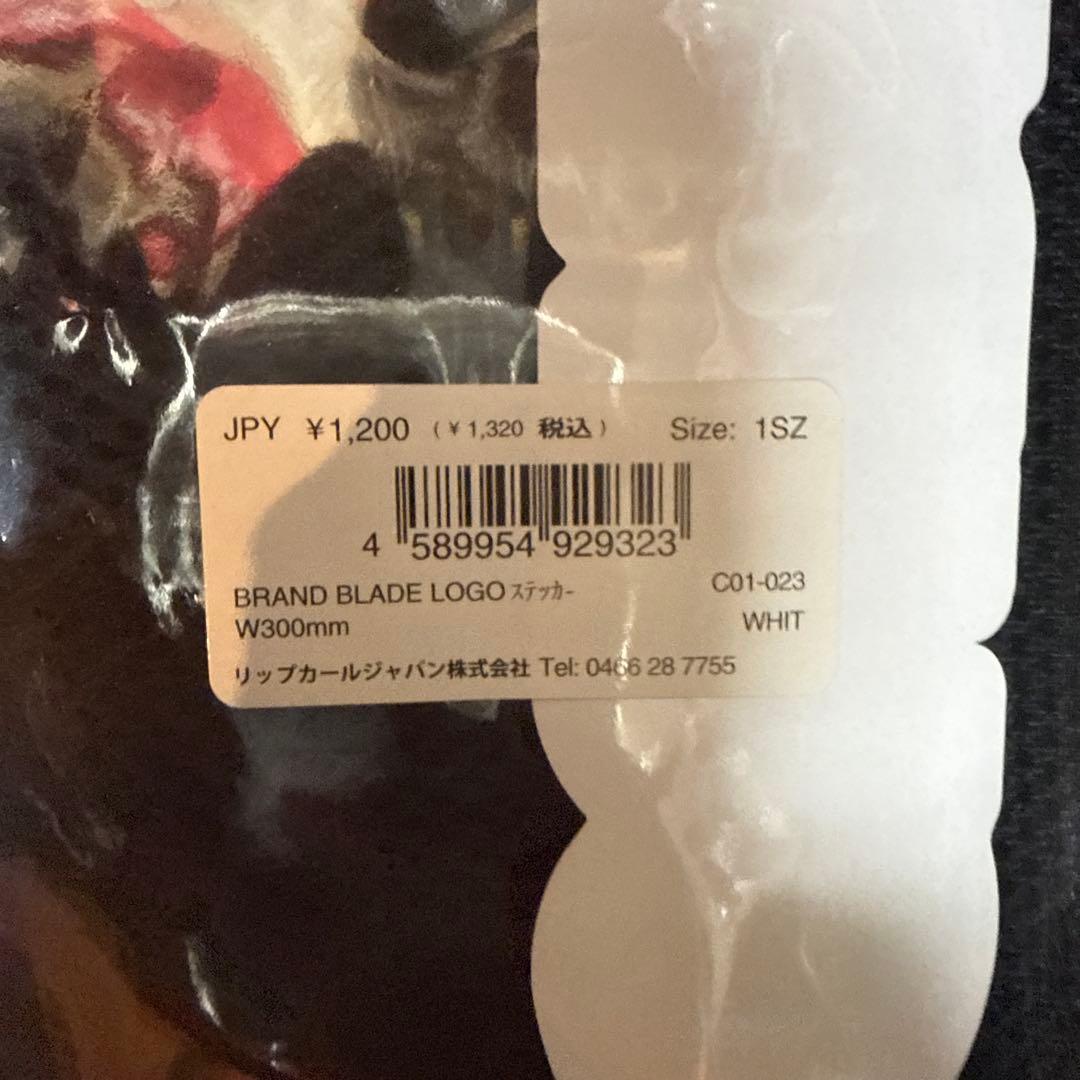 JPY ¥1,200 (¥1,320 税込) Size: 1SZ
4 589954 929323
BRAND BLADE LOGO ステッカー C01-023
W300mm WHIT
リップカールジャパン株式会社 Tel: 0466 28 7755